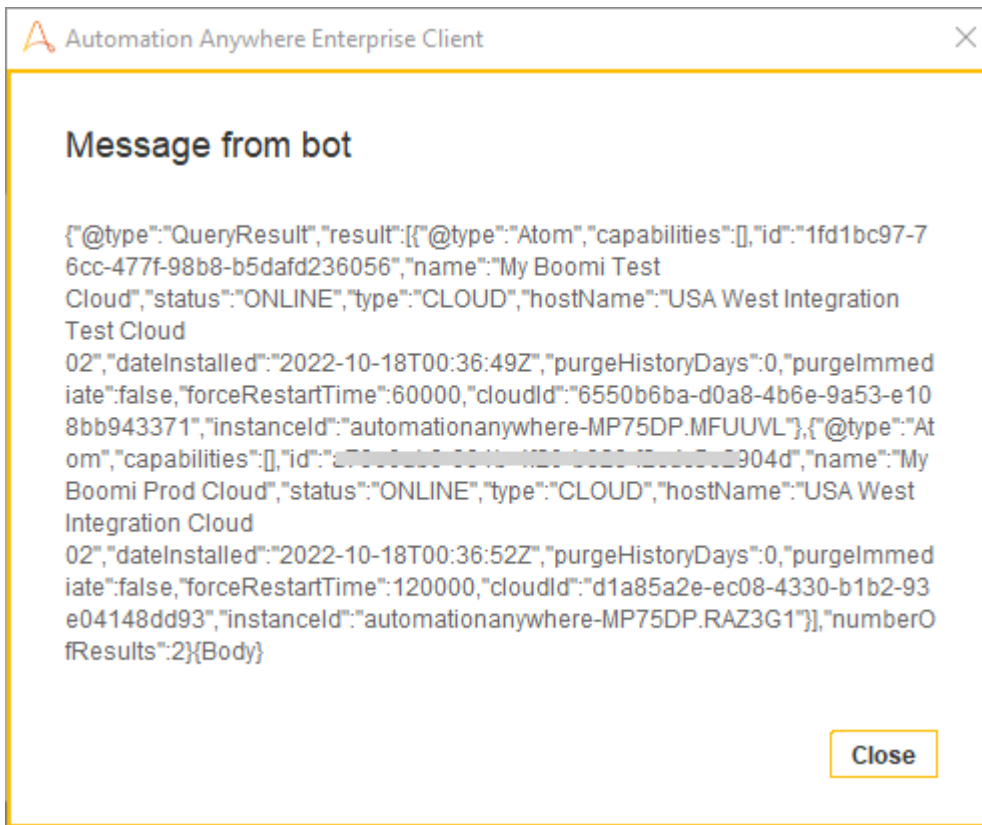 Automation Anywhere Enterprise Client
Message from bot
{"@type":"QueryResult","result":[{"@type":"Atom","capabilities":[],"id":"1fd1bc97-7
6cc-477f-98b8-b5dafd236056","name":"My Boomi Test
Cloud","status":"ONLINE","type":"CLOUD","hostName":"USA West Integration
Test Cloud
02","dateInstalled":"2022-10-18T00:36:49Z","purgeHistoryDays":0,"purgeImmed
iate":false,"forceRestartTime":60000,"cloudId":"6550b6ba-d0a8-4b6e-9a53-e10
8bb943371","instanceId":"automationanywhere-MP75DP.MFUUVL"},{"@type":"At
om","capabilities":[],"id":"904d","name":"My
Boomi Prod Cloud","status":"ONLINE","type":"CLOUD","hostName":"USA West
Integration Cloud
02","dateInstalled":"2022-10-18T00:36:52Z","purgeHistoryDays":0,"purgeImmed
iate":false,"forceRestartTime":120000,"cloudId":"d1a85a2e-ec08-4330-b1b2-93
e04148dd93","instanceId":"automationanywhere-MP75DP.RAZ3G1"}],"numberO
fResults":2}{Body}
Close